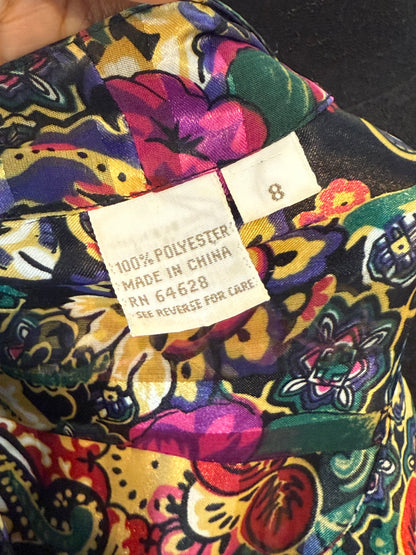 8
100% POLYESTER
MADE IN CHINA
RN 64628
SEE REVERSE FOR CARE